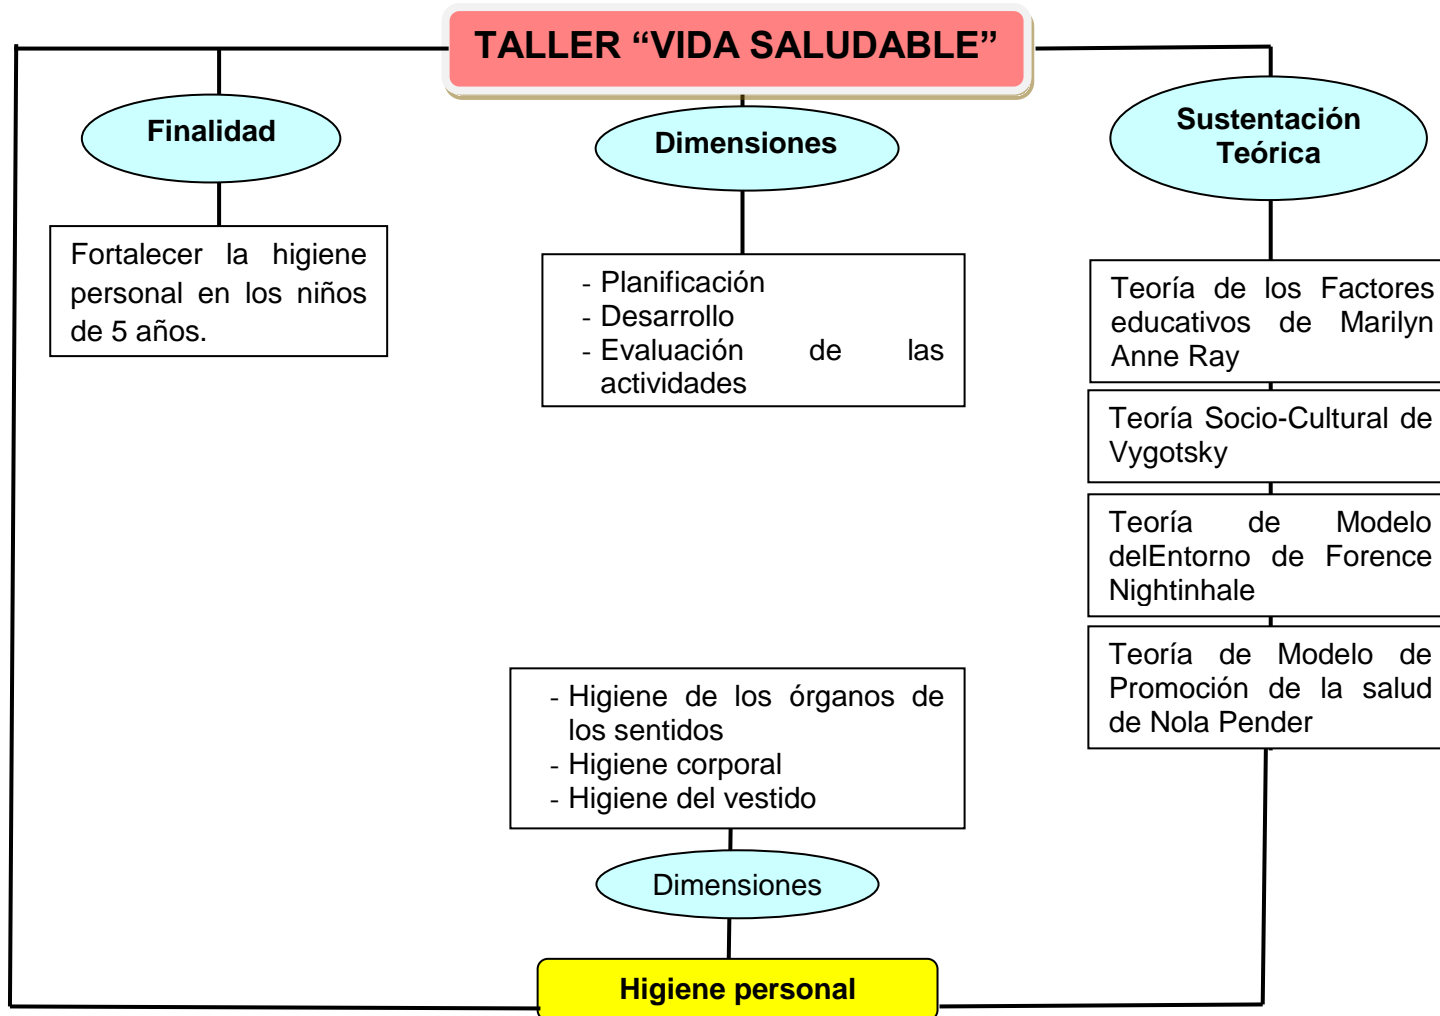 TALLER “VIDA SALUDABLE”
Finalidad
Dimensiones
Sustentación
Teórica
Fortalecer la higiene
personal en los niños
de 5 años.
- Planificación
- Desarrollo
- Evaluación de las
actividades
Teoría de los Factores
educativos de Marilyn
Anne Ray
Teoría Socio-Cultural de
Vygotsky
Teoría de Modelo
delEntorno de Forence
Nightinhale
Teoría de Modelo de
Promoción de la salud
de Nola Pender
- Higiene de los órganos de
los sentidos
- Higiene corporal
- Higiene del vestido
Dimensiones
Higiene personal